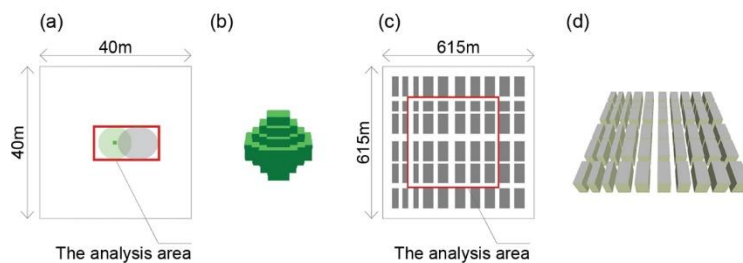 (a)
40m
40m
The analysis area
(b)
(c)
615m
615m
The analysis area
(d)